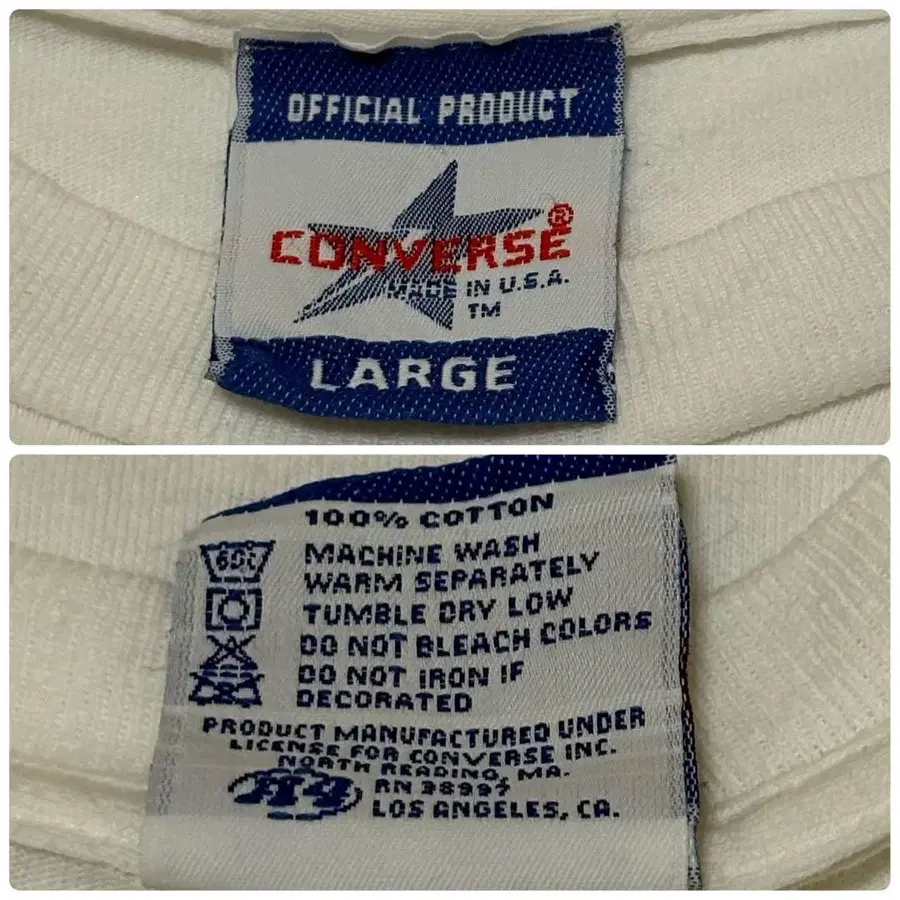 OFFICIAL PRODUCT
CONVERSE®
MADE IN U.S.A.
TM
LARGE
100% COTTON
MACHINE WASH
WARM SEPARATELY
TUMBLE DRY LOW
DO NOT BLEACH COLORS
DO NOT IRON IF
DECORATED
PRODUCT MANUFACTURED UNDER
LICENSE FOR CONVERSE INC.
NORTH READING, MA.
H4
RN 38997
LOS ANGELES, CA.